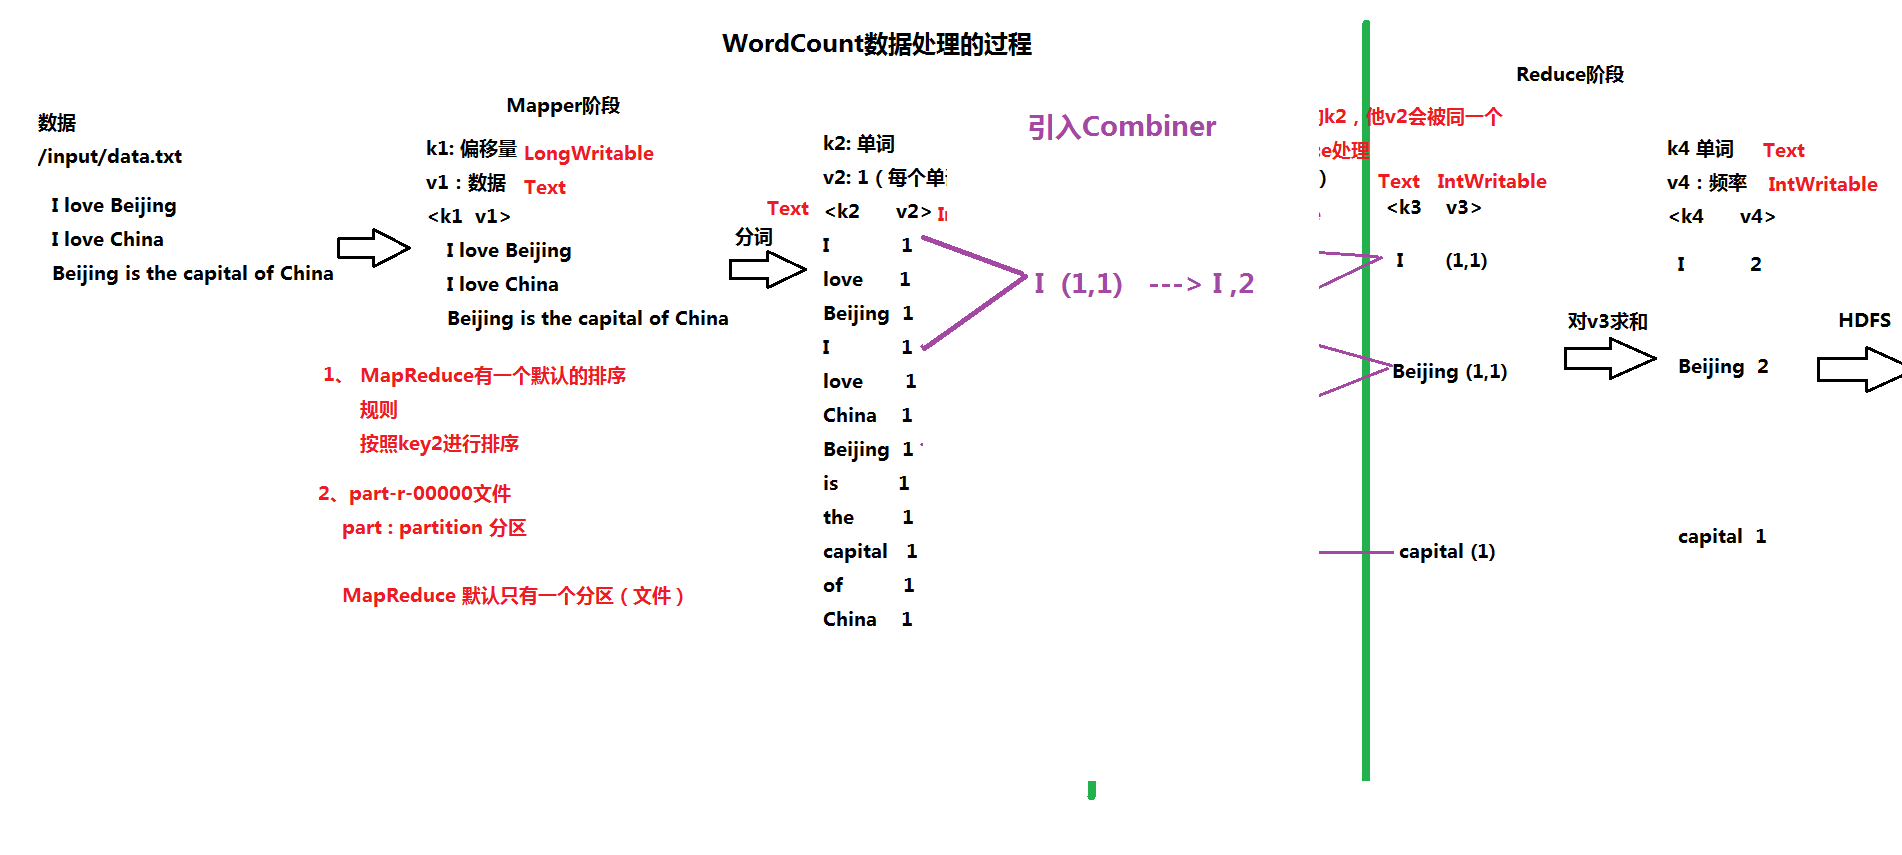 WordCount数据处理的过程
数据
/input/data.txt
I love Beijing
I love China
Beijing is the capital of China
Mapper阶段
k1: 偏移量 LongWritable
v1：数据 Text
<k1 v1>
I love Beijing
I love China
Beijing is the capital of China
1、 MapReduce有一个默认的排序
规则
按照key2进行排序
2、part-r-00000文件
part : partition 分区
MapReduce 默认只有一个分区（文件）
分词
k2: 单词
v2: 1（每个单
Text <k2 v2>
I 1
love 1
Beijing 1
I 1
love 1
China 1
Beijing 1
is 1
the 1
capital 1
of 1
China 1
引入Combiner
I (1,1) ---> I ,2
Reduce阶段
k2，他v2会被同一个
处理
Text IntWritable
<k3 v3>
I (1,1)
Beijing (1,1)
capital (1)
对v3求和
k4 单词 Text
v4：频率 IntWritable
<k4 v4>
I 2
Beijing 2
capital 1
HDFS